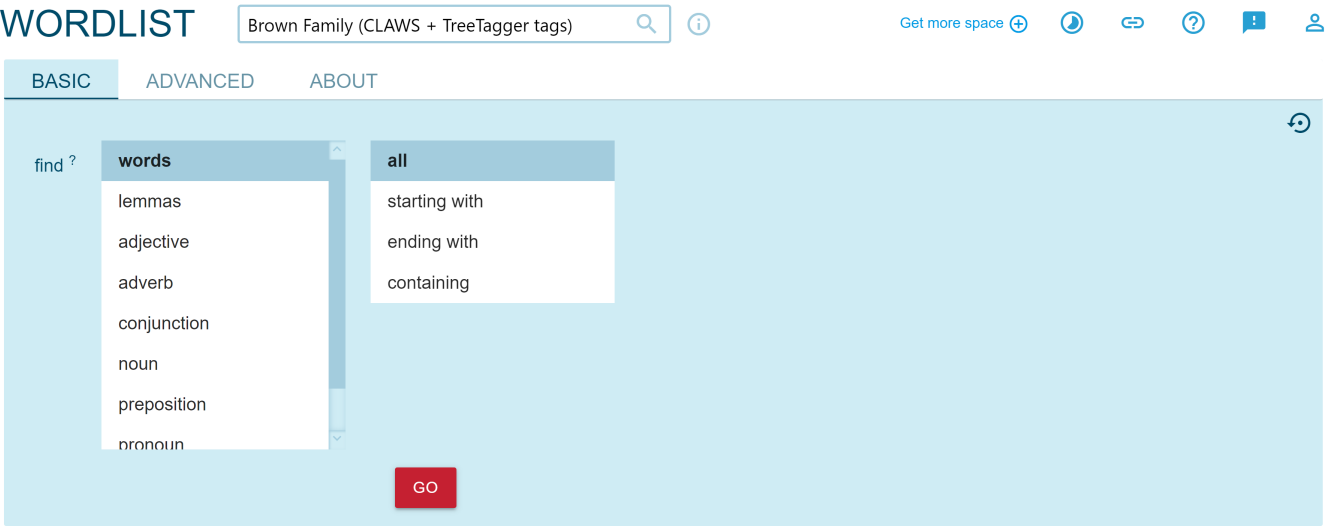 WORDLIST
Brown Family (CLAWS + TreeTagger tags)
Get more space
BASIC
ADVANCED
ABOUT
find ?
words
lemmas
adjective
adverb
conjunction
noun
preposition
pronoun
all
starting with
ending with
containing
GO